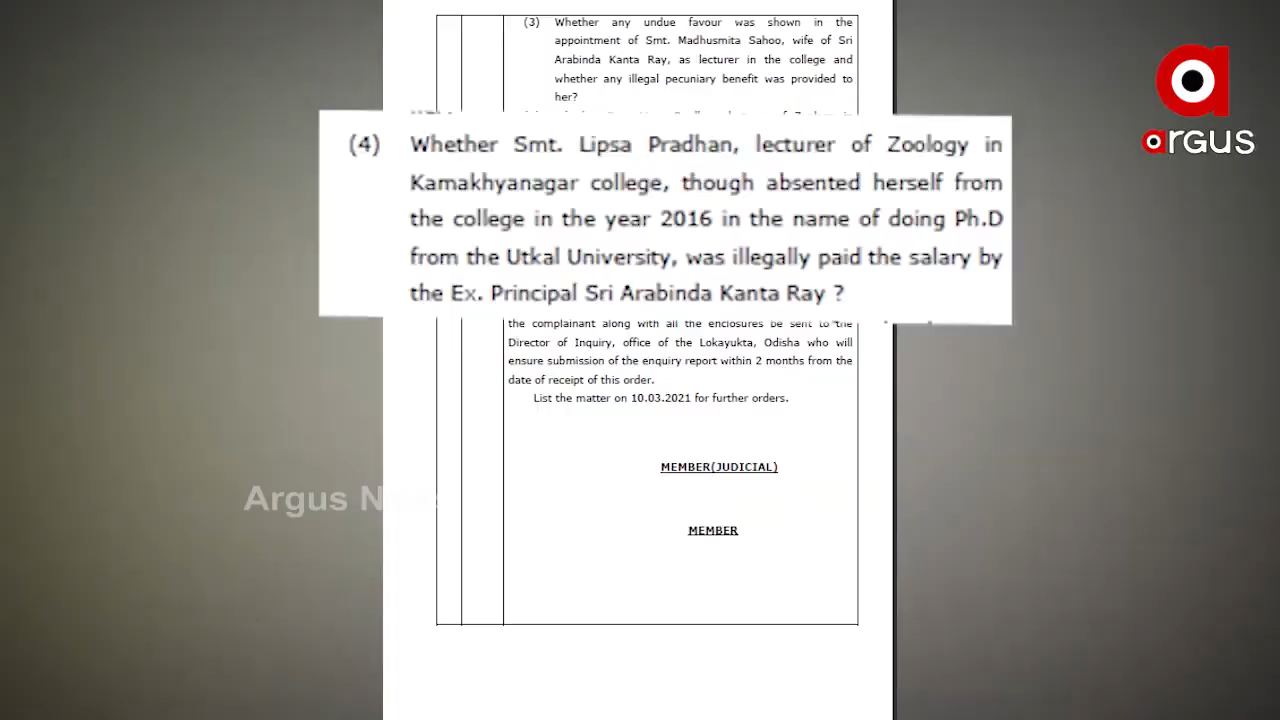 (3) Whether any undue favour was shown in the
appointment of Smt. Madhusmita Sahoo, wife of Sri
Arabinda Kanta Ray, as lecturer in the college and
whether any illegal pecuniary benefit was provided to
her?
(4) Whether Smt. Lipsa Pradhan, lecturer of Zoology in
Kamakhyanagar college, though absented herself from
the college in the year 2016 in the name of doing Ph.D
from the Utkal University, was illegally paid the salary by
the Ex. Principal Sri Arabinda Kanta Ray ?
the complainant along with all the enclosures be sent to the
Director of Inquiry, office of the Lokayukta, Odisha who will
ensure submission of the enquiry report within 2 months from the
date of receipt of this order.
List the matter on 10.03.2021 for further orders.
MEMBER(JUDICIAL)
MEMBER
Argus
argus